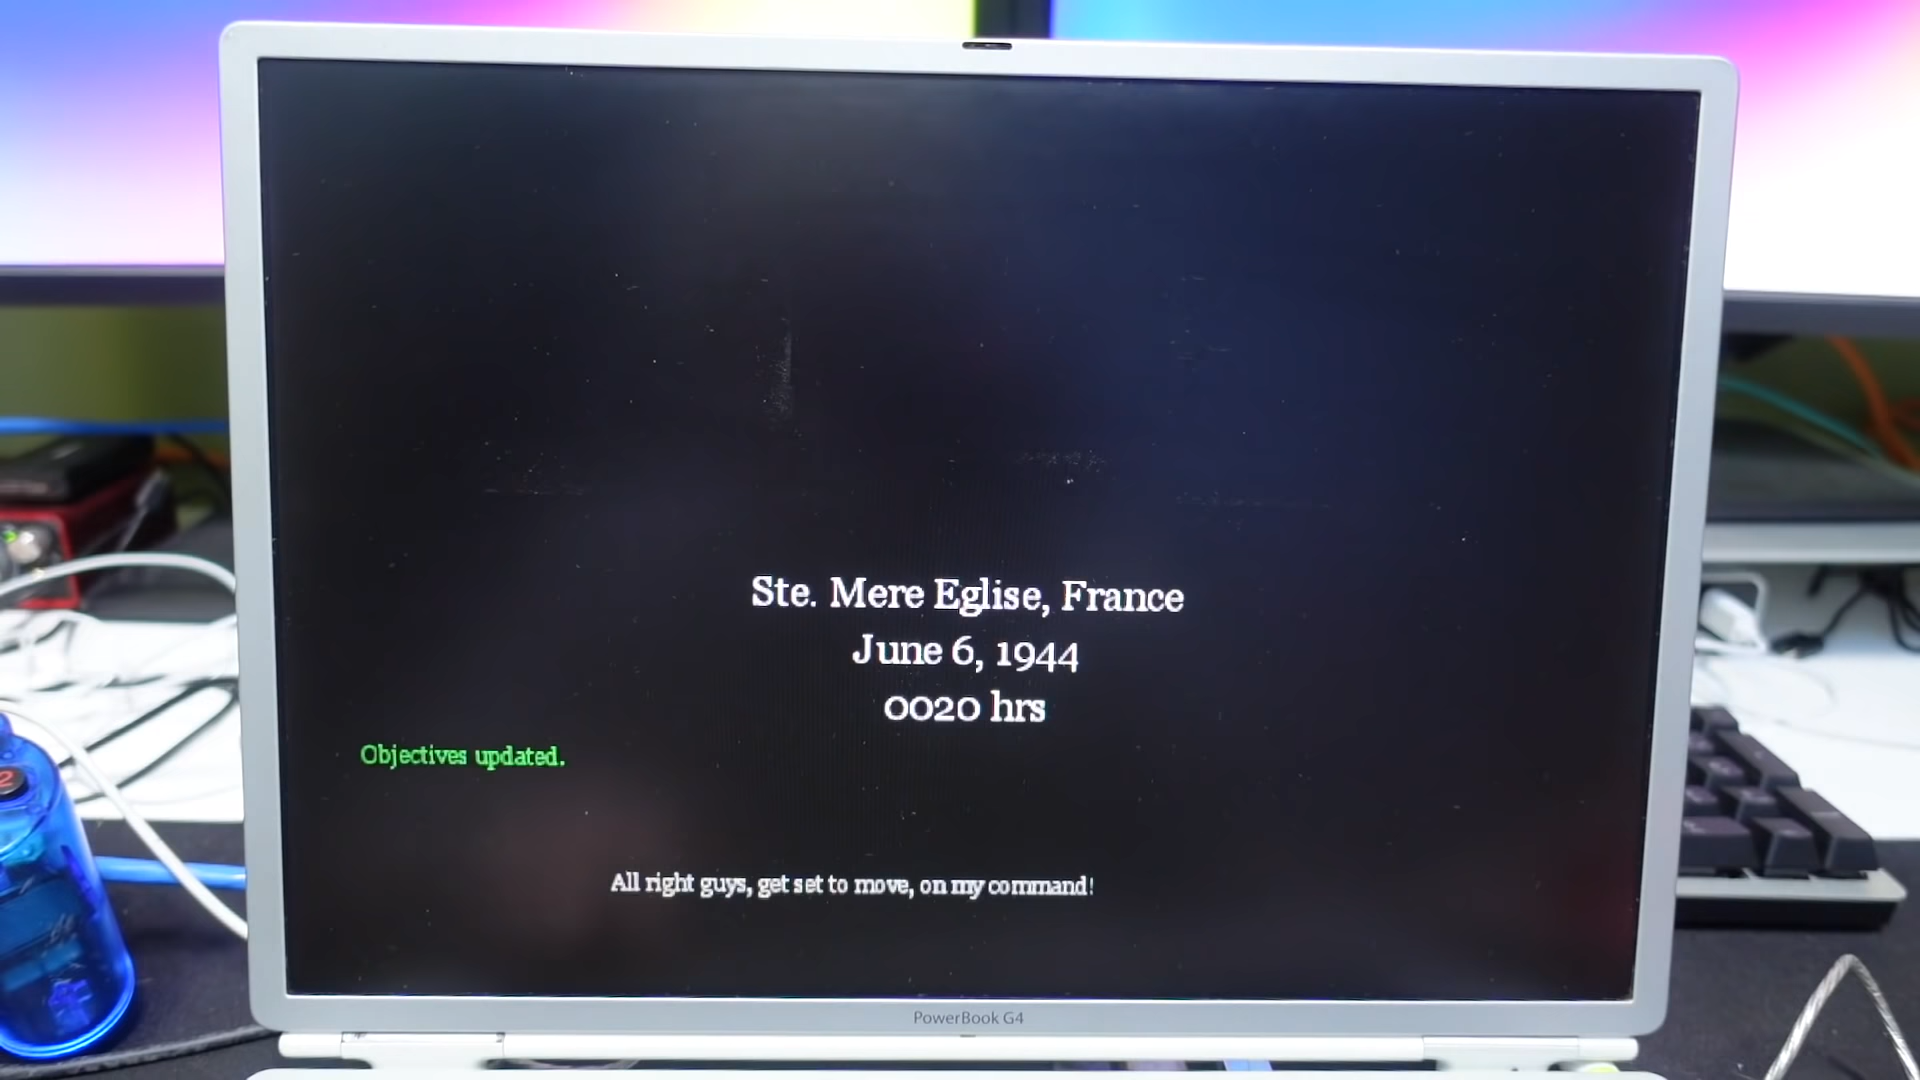 Ste. Mere Eglise, France
June 6, 1944
0020 hrs
Objectives updated.
All right guys, get set to move, on my command!
PowerBook G4
2